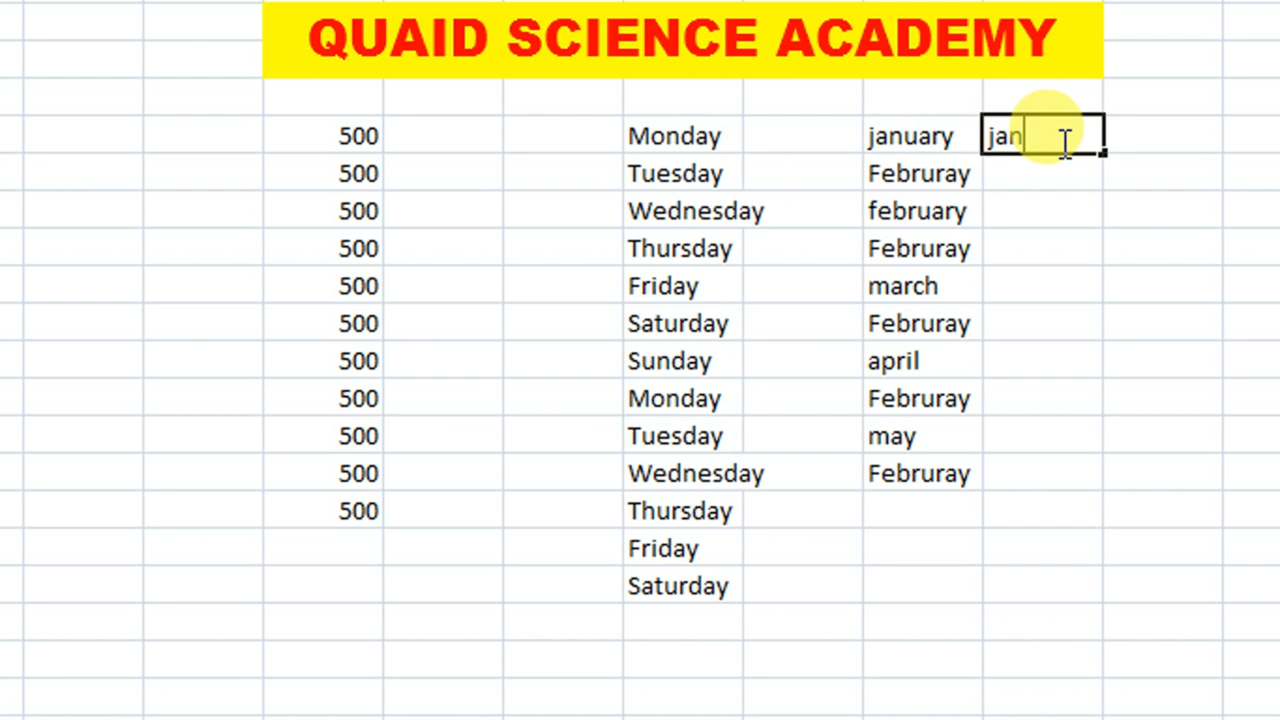 QUAID SCIENCE ACADEMY
500 Monday january jan
500 Tuesday Februray
500 Wednesday february
500 Thursday Februray
500 Friday march
500 Saturday Februray
500 Sunday april
500 Monday Februray
500 Tuesday may
500 Wednesday Februray
500 Thursday
Friday
Saturday